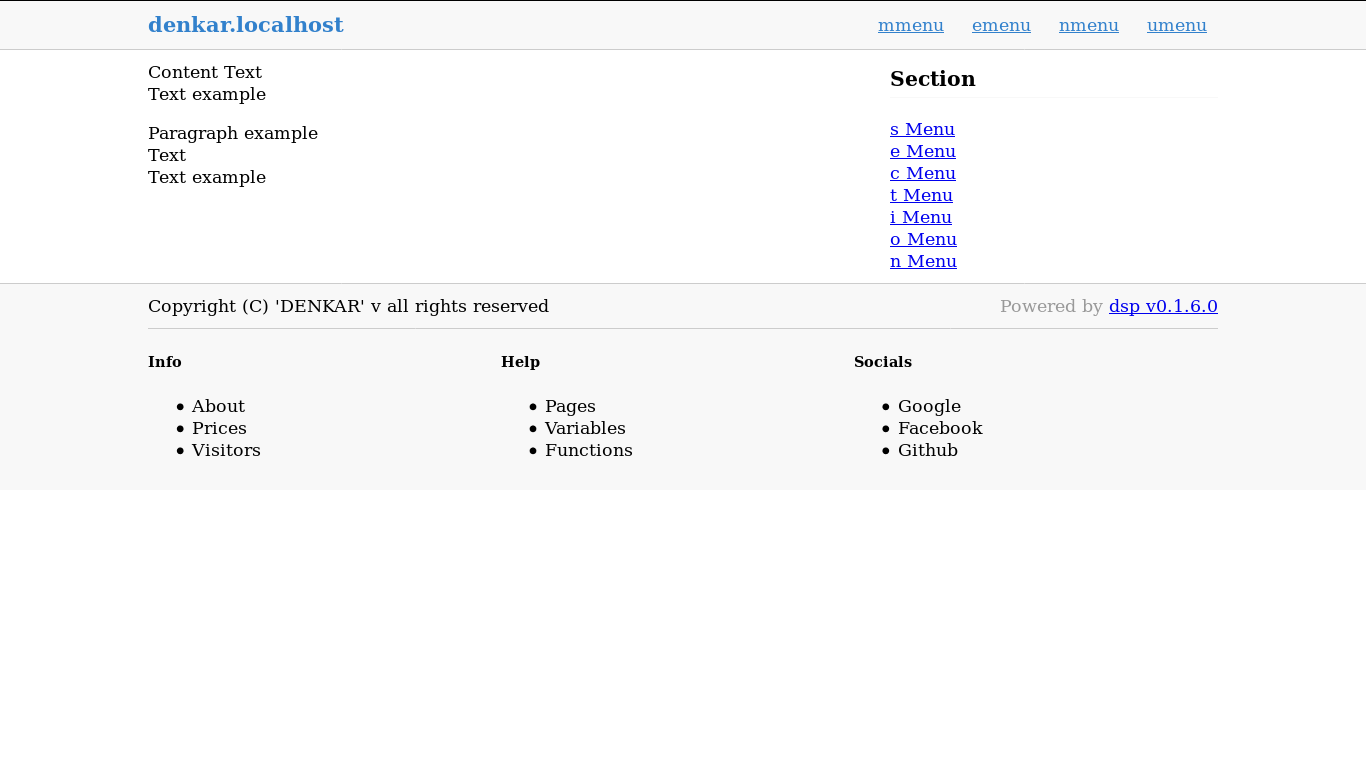 denkar.localhost
mmenu emenu nmenu umenu
Content Text
Text example
Paragraph example
Text
Text example
Section
s Menu
e Menu
c Menu
t Menu
i Menu
o Menu
n Menu
Copyright (C) 'DENKAR' v all rights reserved
Powered by dsp v0.1.6.0
Info
About
Prices
Visitors
Help
Pages
Variables
Functions
Socials
Google
Facebook
Github